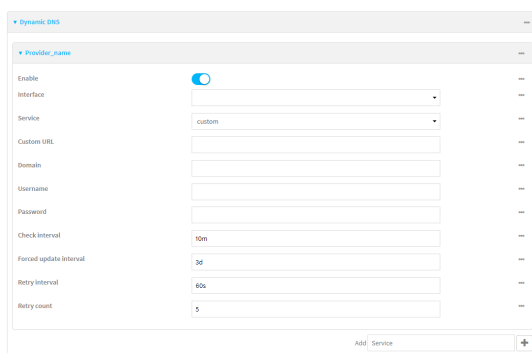 Dynamic DNS
Provider_name
Enable
Interface
Service custom
Custom URL
Domain
Username
Password
Check interval 10m
Forced update interval 3d
Retry interval 60s
Retry count 5
Add Service